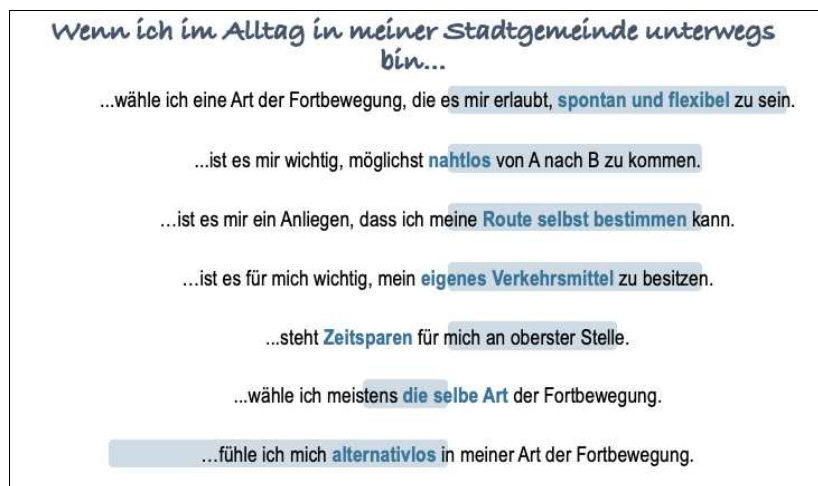 Wenn ich im Alltag in meiner Stadtgemeinde unterwegs
bin...
...wähle ich eine Art der Fortbewegung, die es mir erlaubt, spontan und flexibel zu sein.
...ist es mir wichtig, möglichst nahtlos von A nach B zu kommen.
...ist es mir ein Anliegen, dass ich meine Route selbst bestimmen kann.
...ist es für mich wichtig, mein eigenes Verkehrsmittel zu besitzen.
...steht Zeitsparen für mich an oberster Stelle.
...wähle ich meistens die selbe Art der Fortbewegung.
...fühle ich mich alternativlos in meiner Art der Fortbewegung.